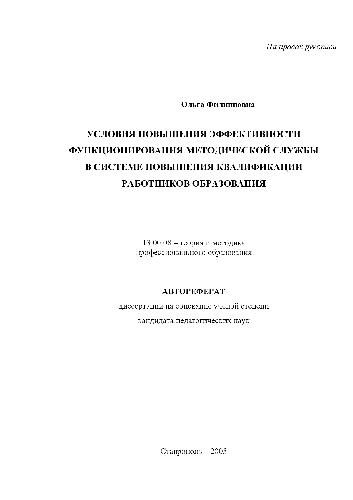 На правах рукописи
Ольга Филипповна
УСЛОВИЯ ПОВЫШЕНИЯ ЭФФЕКТИВНОСТИ
ФУНКЦИОНИРОВАНИЯ МЕТОДИЧЕСКОЙ СЛУЖБЫ
В СИСТЕМЕ ПОВЫШЕНИЯ КВАЛИФИКАЦИИ
РАБОТНИКОВ ОБРАЗОВАНИЯ
13.00.08 – теория и методика
профессионального образования
АВТОРЕФЕРАТ
диссертации на соискание ученой степени
кандидата педагогических наук
Ставрополь – 2005